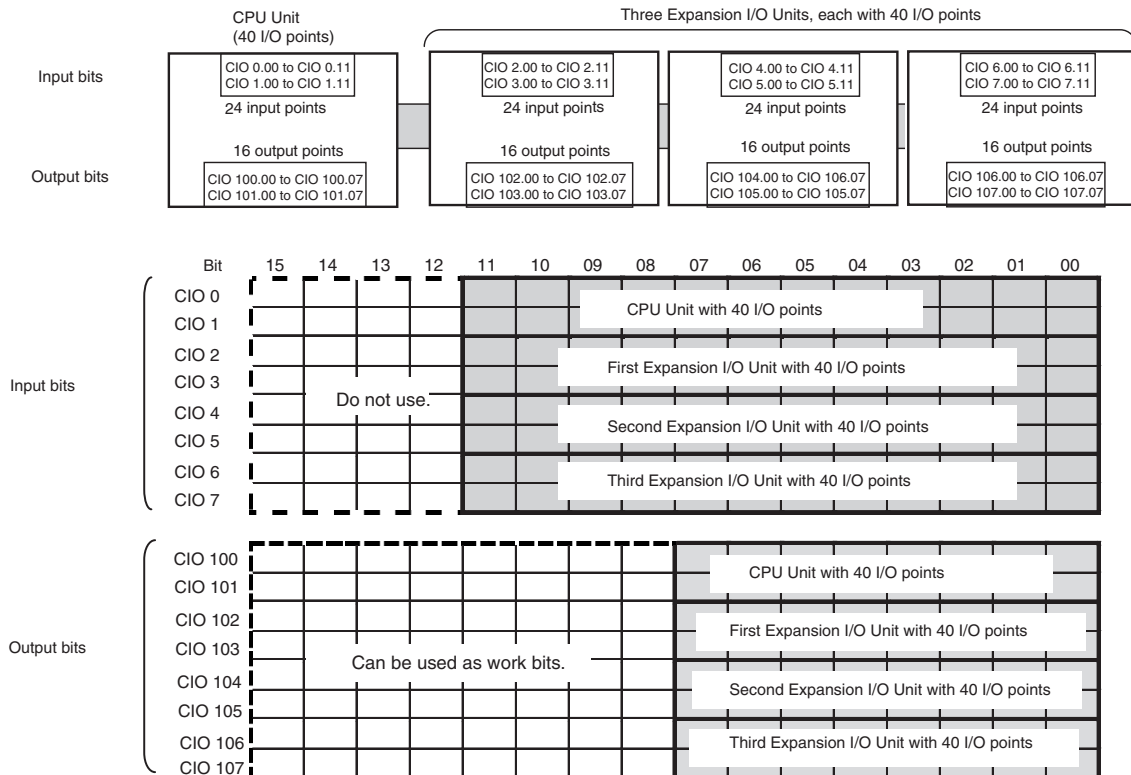 CPU Unit
(40 I/O points)
Three Expansion I/O Units, each with 40 I/O points
Input bits
CIO 0.00 to CIO 0.11
CIO 1.00 to CIO 1.11
24 input points
CIO 2.00 to CIO 2.11
CIO 3.00 to CIO 3.11
24 input points
CIO 4.00 to CIO 4.11
CIO 5.00 to CIO 5.11
24 input points
CIO 6.00 to CIO 6.11
CIO 7.00 to CIO 7.11
24 input points
Output bits
16 output points
CIO 100.00 to CIO 100.07
CIO 101.00 to CIO 101.07
16 output points
CIO 102.00 to CIO 102.07
CIO 103.00 to CIO 103.07
16 output points
CIO 104.00 to CIO 106.07
CIO 105.00 to CIO 105.07
16 output points
CIO 106.00 to CIO 106.07
CIO 107.00 to CIO 107.07
Bit 15 14 13 12 11 10 09 08 07 06 05 04 03 02 01 00
Input bits
CIO 0
CIO 1
CIO 2
CIO 3
CIO 4
CIO 5
CIO 6
CIO 7
Do not use.
CPU Unit with 40 I/O points
First Expansion I/O Unit with 40 I/O points
Second Expansion I/O Unit with 40 I/O points
Third Expansion I/O Unit with 40 I/O points
Output bits
CIO 100
CIO 101
CIO 102
CIO 103
CIO 104
CIO 105
CIO 106
CIO 107
Can be used as work bits.
CPU Unit with 40 I/O points
First Expansion I/O Unit with 40 I/O points
Second Expansion I/O Unit with 40 I/O points
Third Expansion I/O Unit with 40 I/O points